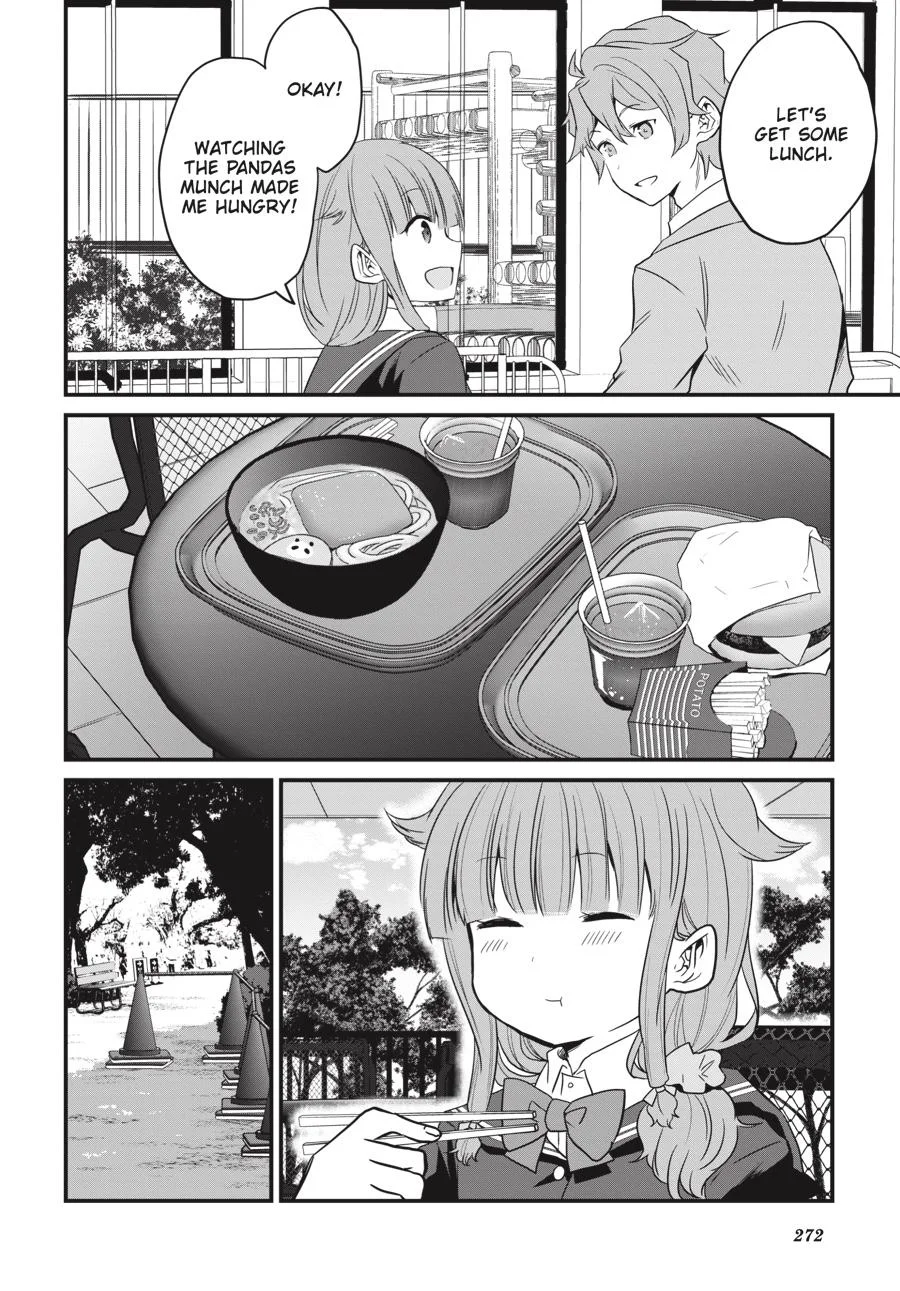 LET'S
GET SOME
LUNCH.
OKAY!
WATCHING
THE PANDAS
MUNCH MADE
ME HUNGRY!
POTATO
272